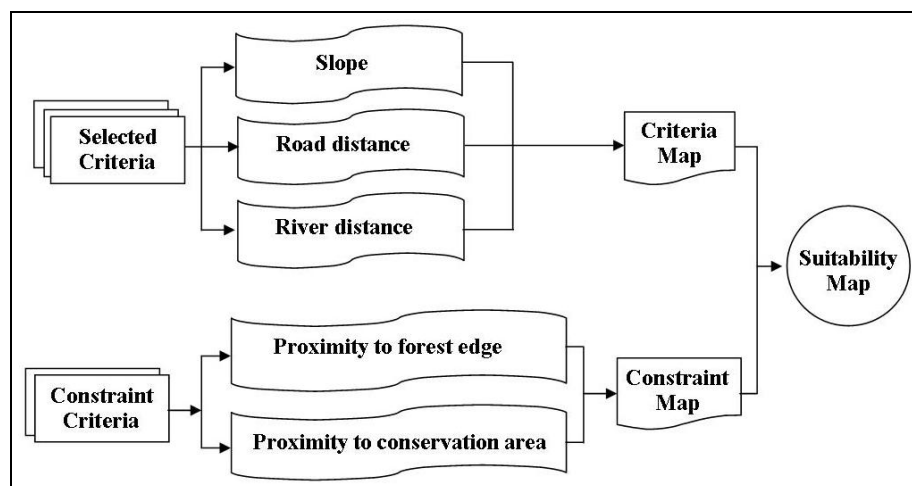 Selected
Criteria
Slope
Road distance
River distance
Criteria
Map
Constraint
Criteria
Proximity to forest edge
Proximity to conservation area
Constraint
Map
Suitability
Map